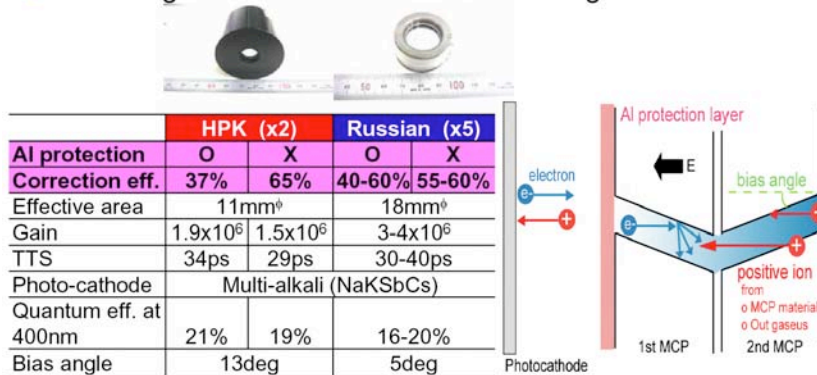 HPK (x2) Russian (x5)
Al protection O X O X
Correction eff. 37% 65% 40-60% 55-60%
Effective area 11mmϕ 18mmϕ
Gain 1.9x10⁶ 1.5x10⁶ 3-4x10⁶
TTS 34ps 29ps 30-40ps
Photo-cathode Multi-alkali (NaKSbCs)
Quantum eff. at
400nm 21% 19% 16-20%
Bias angle 13deg 5deg
electron
e-
+
Photocathode
Al protection layer
E
bias angle
e-
+
+
positive ion
from
o MCP material
o Out gaseus
1st MCP 2nd MCP